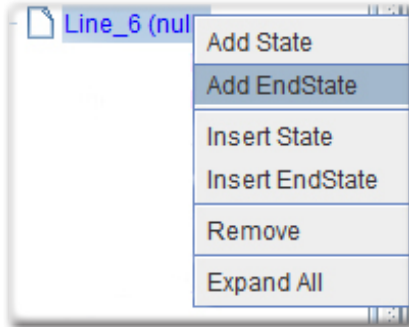 Line_6 (nul
Add State
Add EndState
Insert State
Insert EndState
Remove
Expand All